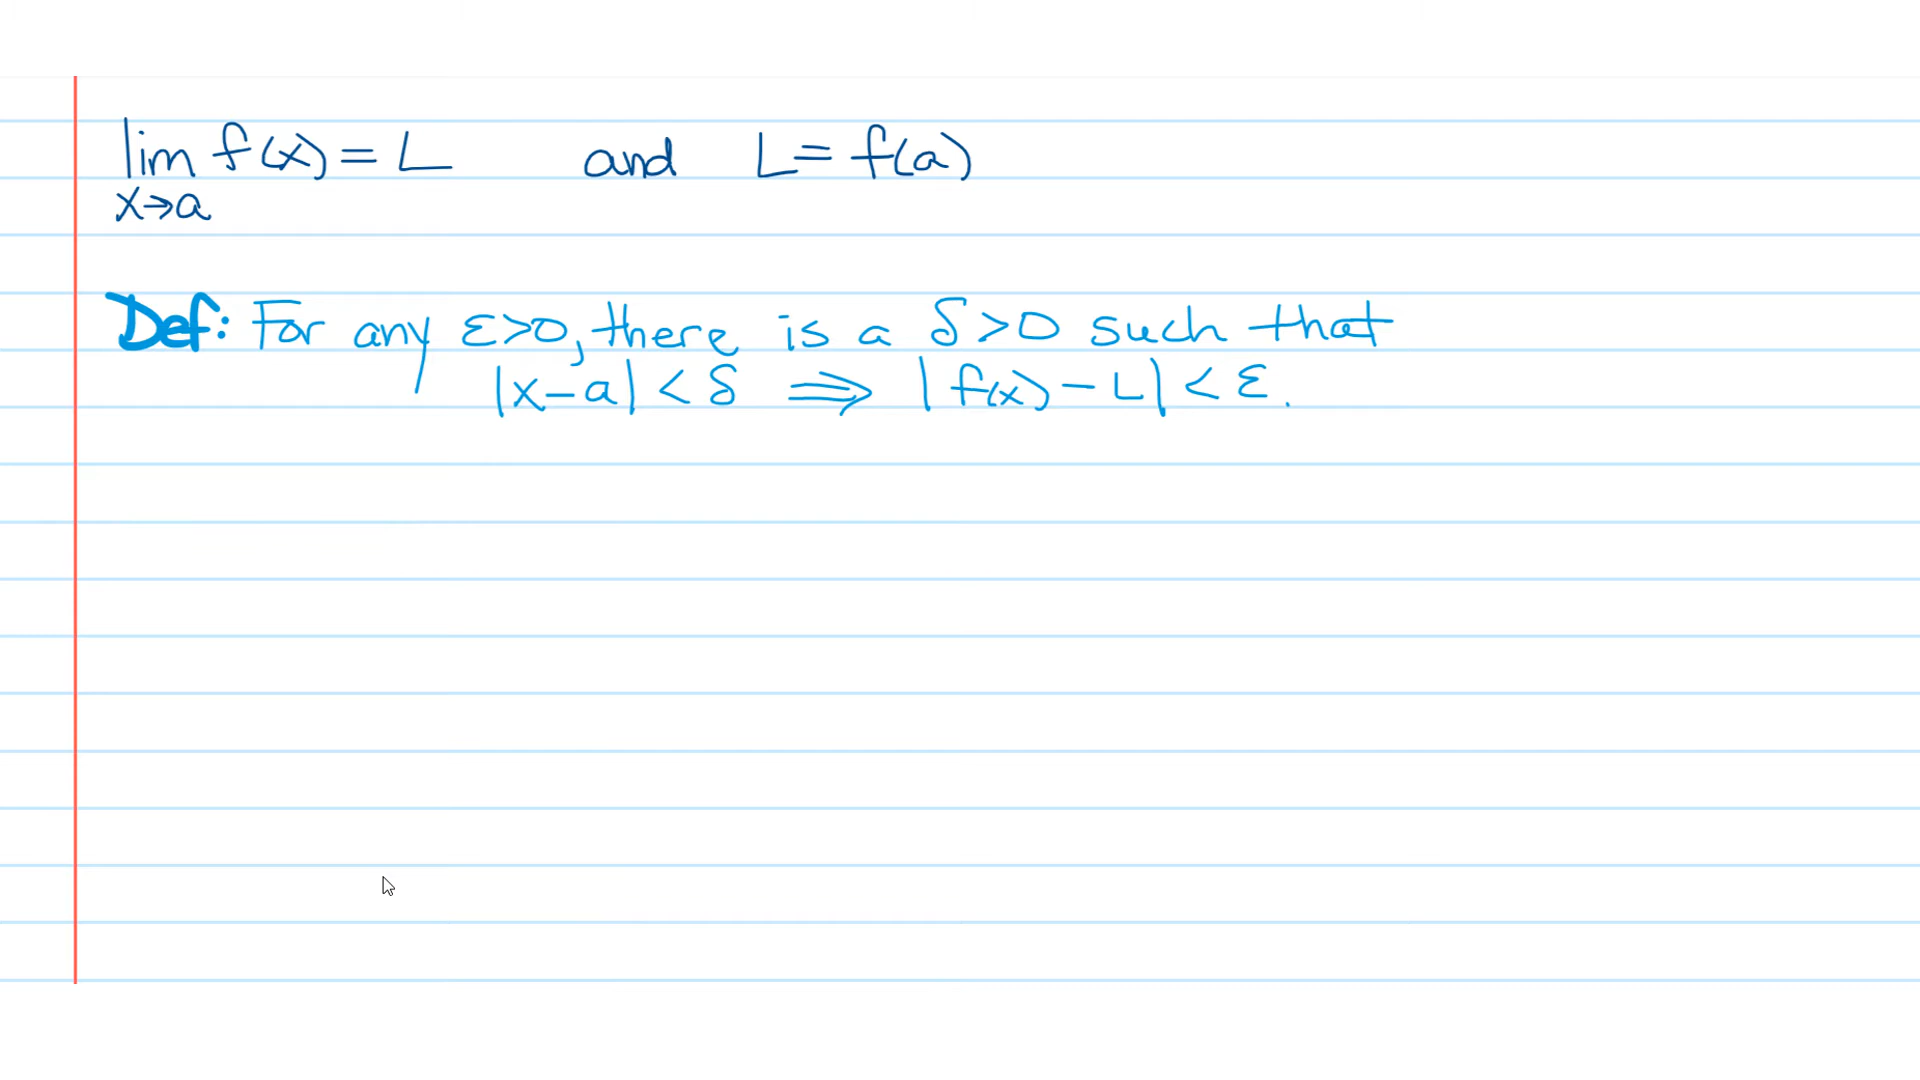 lim f(x) = L and L = f(a)
x→a
Def: For any ε>0, there is a δ>0 such that
|x-a| < δ ⟹ |f(x) - L| < ε.